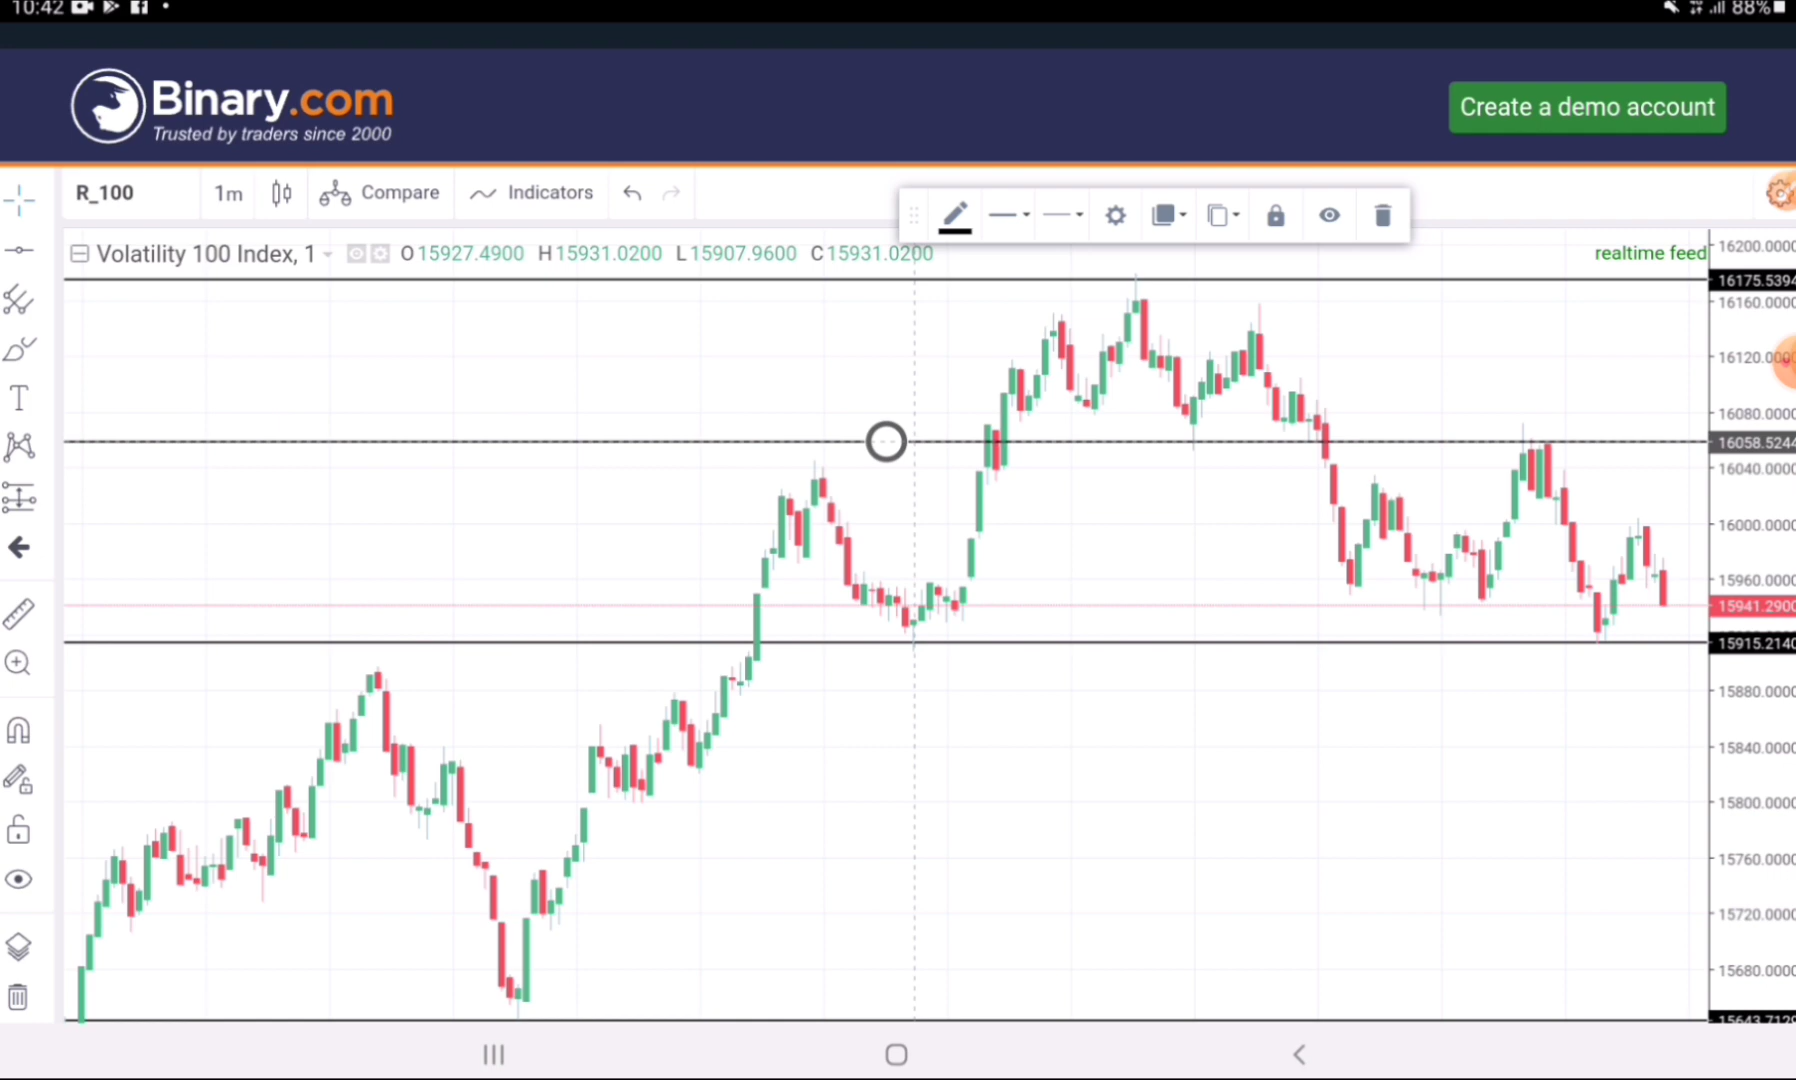 10:42
88%
Binary.com
Trusted by traders since 2000
Create a demo account
R_100
1m
Compare
Indicators
Volatility 100 Index, 1
O 15927.4900 H 15931.0200 L 15907.9600 C 15931.0200
realtime feed
16200.0000
16175.5394
16160.0000
16120.0000
16080.0000
16058.5244
16040.0000
16000.0000
15960.0000
15941.2900
15915.2140
15880.0000
15840.0000
15800.0000
15760.0000
15720.0000
15680.0000
15643.7129